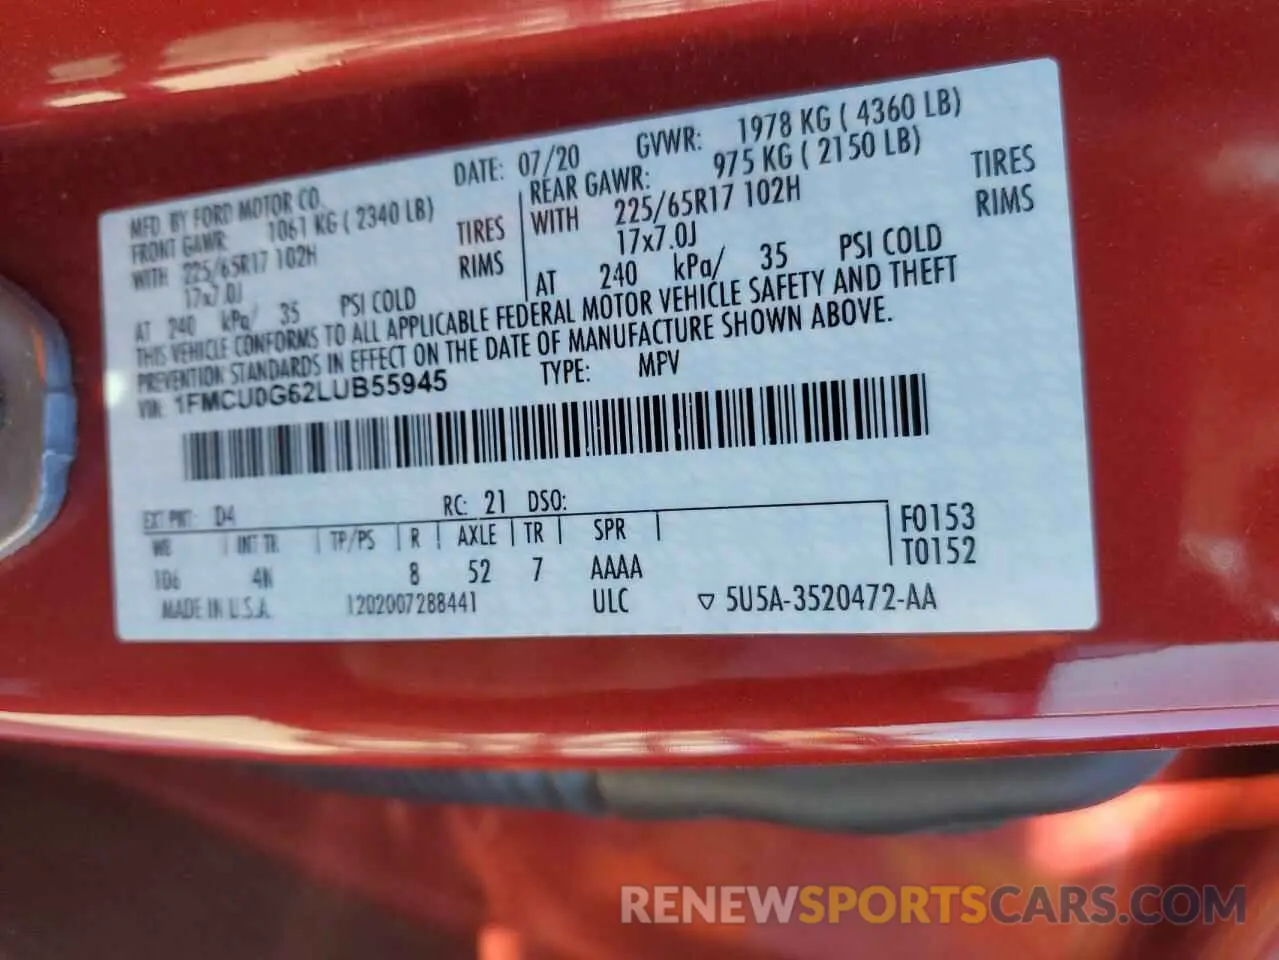 MFD. BY FORD MOTOR CO. DATE: 07/20 GVWR: 1978 KG ( 4360 LB)
FRONT GAWR: 1061 KG ( 2340 LB) REAR GAWR: 975 KG ( 2150 LB)
WITH 225/65R17 102H TIRES WITH 225/65R17 102H TIRES
17x7.0J RIMS 17x7.0J RIMS
AT 240 kPa/ 35 PSI COLD AT 240 kPa/ 35 PSI COLD
THIS VEHICLE CONFORMS TO ALL APPLICABLE FEDERAL MOTOR VEHICLE SAFETY AND THEFT
PREVENTION STANDARDS IN EFFECT ON THE DATE OF MANUFACTURE SHOWN ABOVE.
VIN: 1FMCU0G62LUB55945 TYPE: MPV
EXT PNT: D4 RC: 21 DSO:
WB INT TR TP/PS R AXLE TR SPR F0153
1D6 4N 8 52 7 AAAA T0152
MADE IN U.S.A. 1202007288441 ULC ▽ 5U5A-3520472-AA
RENEWSPORTSCARS.COM